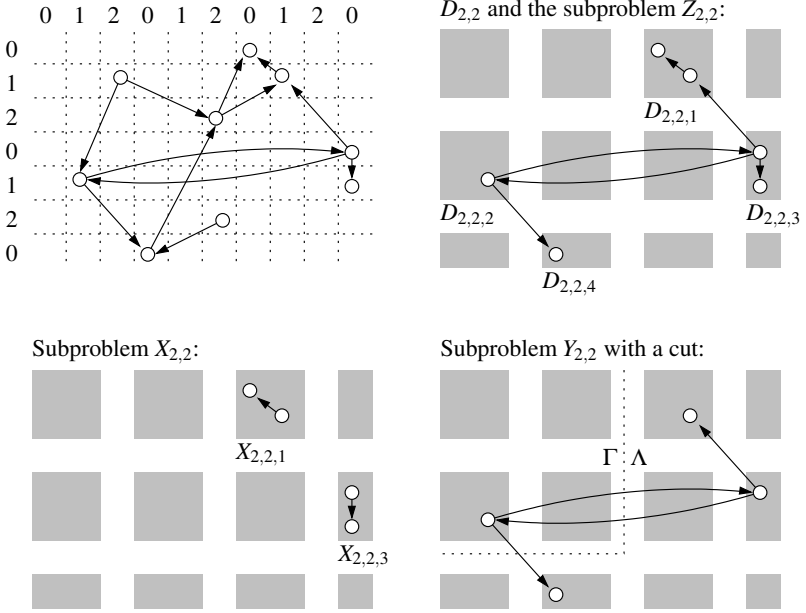 0 1 2 0 1 2 0 1 2 0
0
1
2
0
1
2
0
D2,2 and the subproblem Z2,2:
D2,2,1
D2,2,2
D2,2,3
D2,2,4
Subproblem X2,2:
X2,2,1
X2,2,3
Subproblem Y2,2 with a cut:
Γ Λ